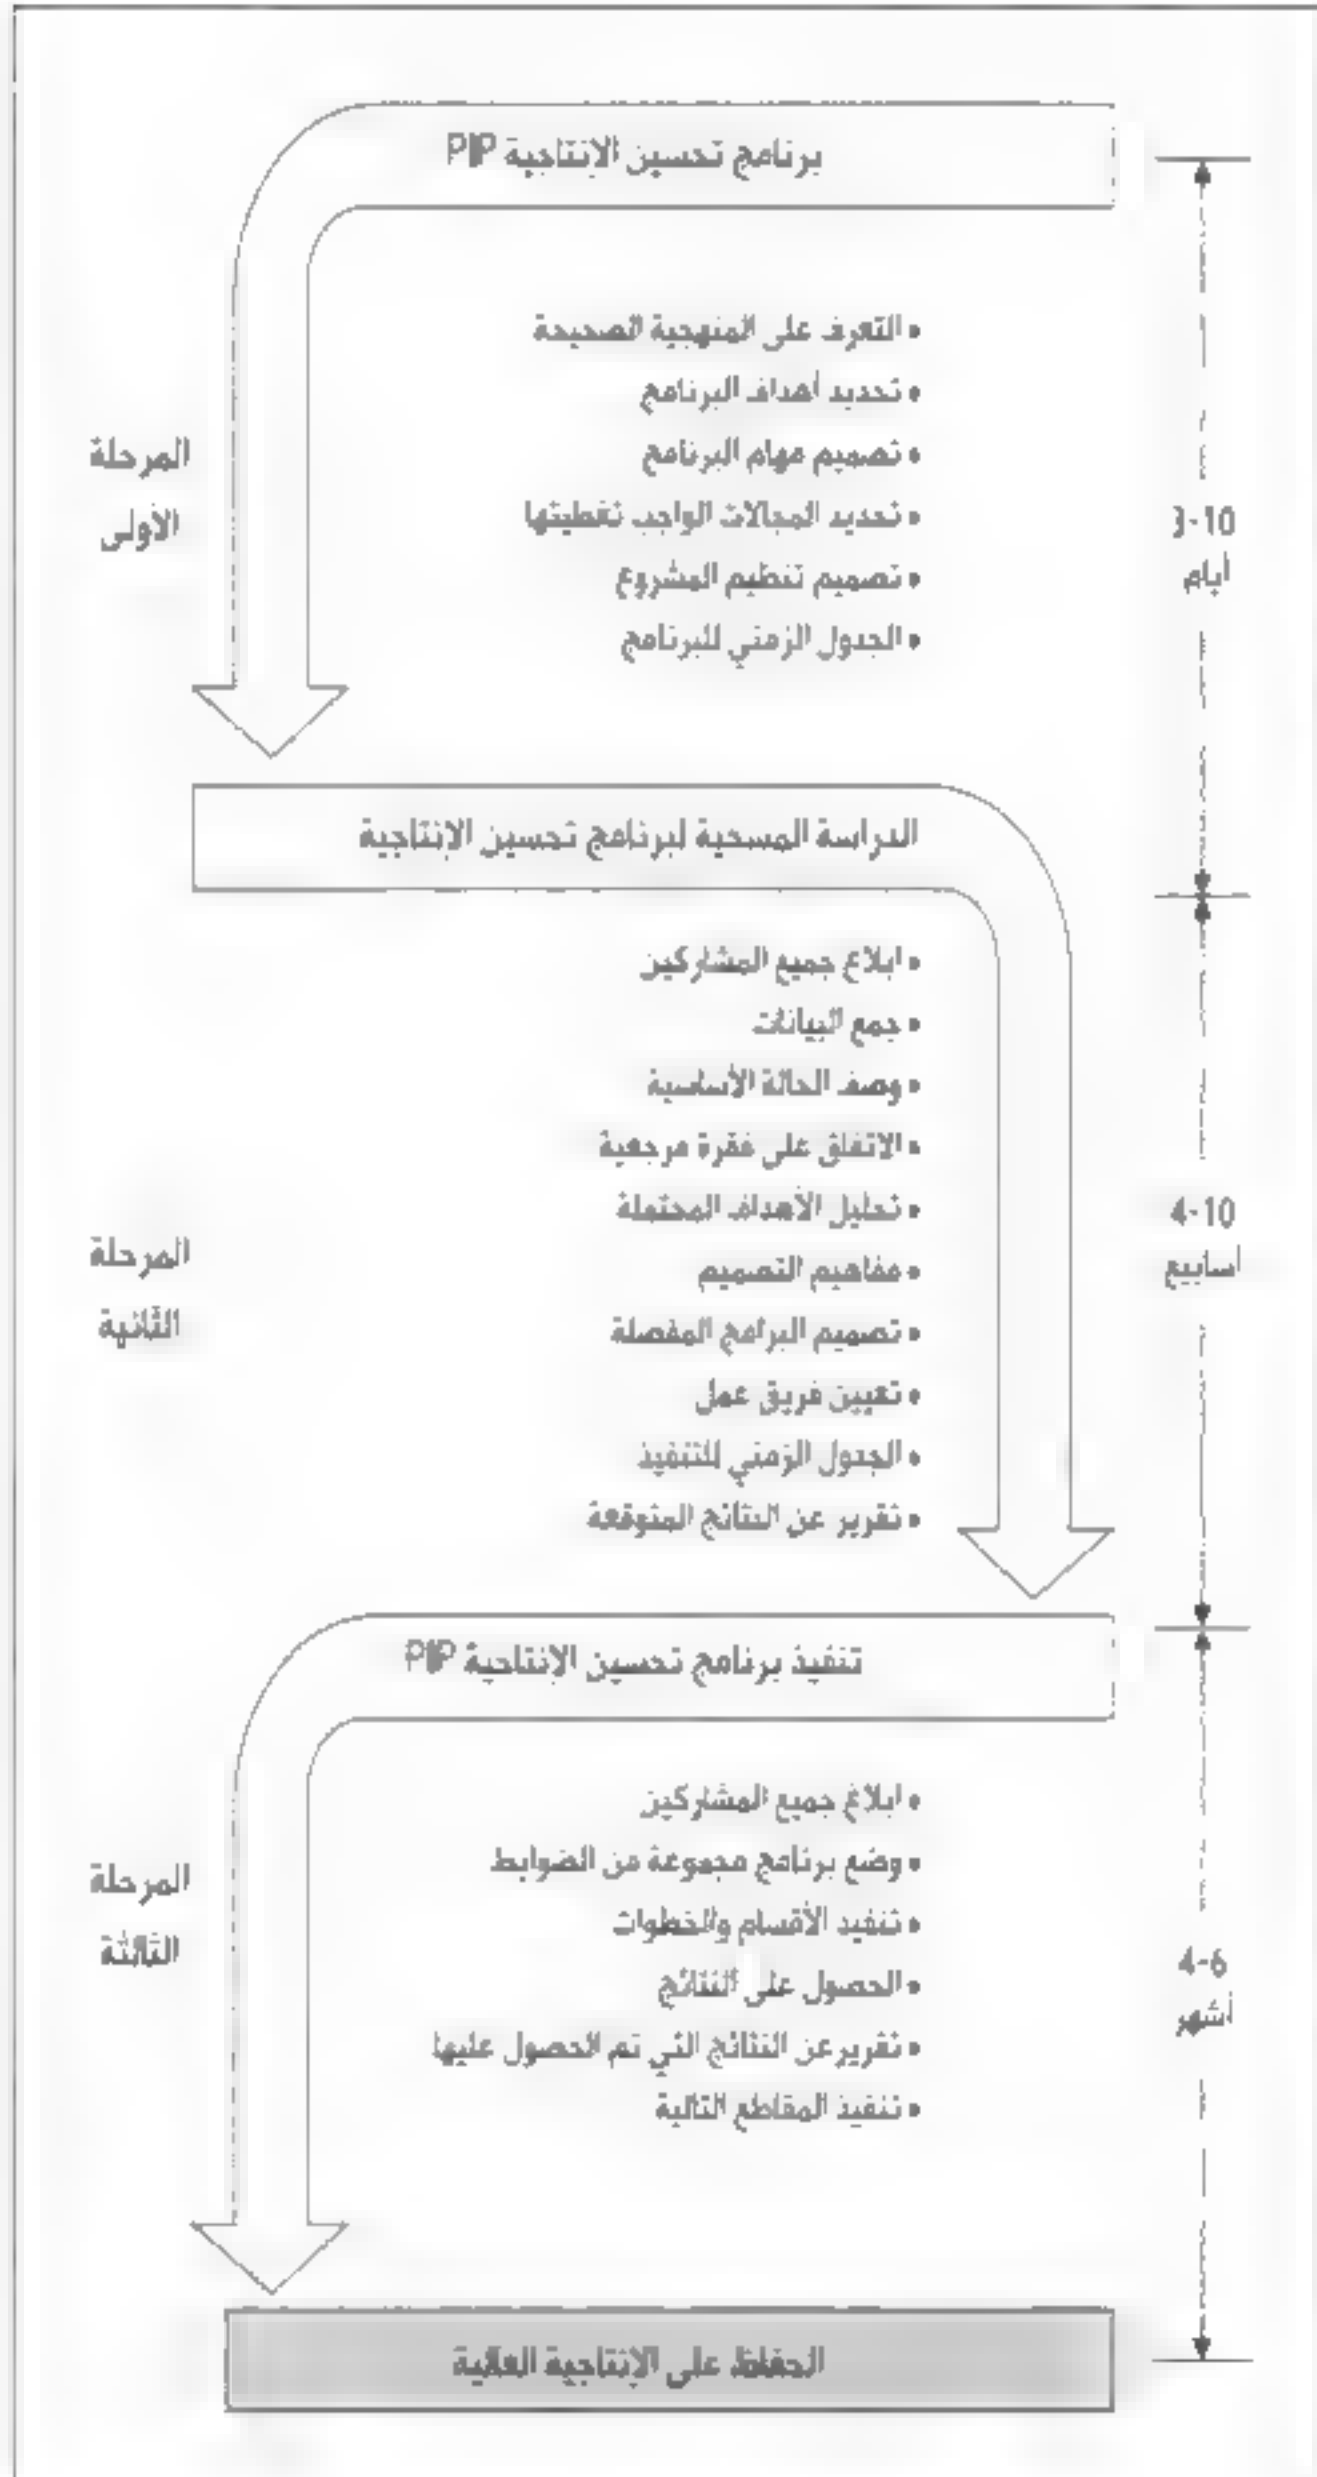 برنامج تحسين الإنتاجية PIP
• التعرف على المنهجية الصحيحة
• تحديد أهداف البرنامج
• تصميم مهام البرنامج
• تحديد المجالات الواجب تغطيتها
• تصميم تنظيم المشروع
• الجدول الزمني للبرنامج
المرحلة
الأولى
3-10
أيام
الدراسة المسحية لبرنامج تحسين الإنتاجية
• ابلاغ جميع المشاركين
• جمع البيانات
• وصف الحالة الأساسية
• الاتفاق على فقرة مرجعية
• تحليل الأهداف المحتملة
• مفاهيم التصميم
• تصميم البرامج المفصلة
• تعيين فريق عمل
• الجدول الزمني للتنفيذ
• تقرير عن النتائج المتوقعة
المرحلة
الثانية
4-10
أسابيع
تنفيذ برنامج تحسين الإنتاجية PIP
• ابلاغ جميع المشاركين
• وضع برنامج مجموعة من الضوابط
• تنفيذ الأقسام والخطوات
• الحصول على النتائج
• تقرير عن النتائج التي تم الحصول عليها
• تنفيذ المقاطع التالية
المرحلة
الثالثة
4-6
أشهر
الحفاظ على الإنتاجية العالية